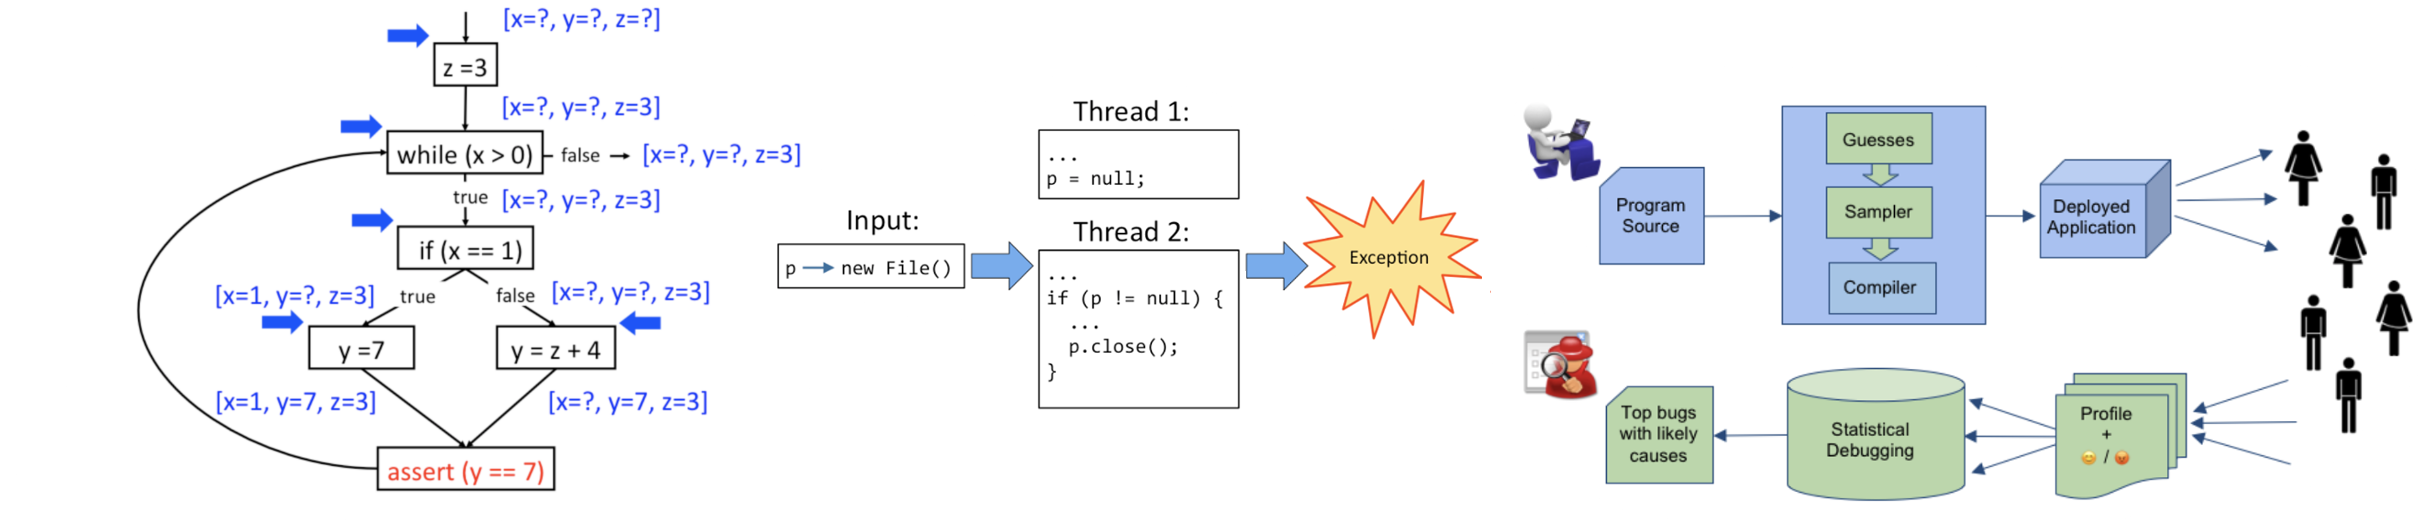 [x=?, y=?, z=?]
z =3
[x=?, y=?, z=3]
while (x > 0)
false
[x=?, y=?, z=3]
true
[x=?, y=?, z=3]
if (x == 1)
[x=1, y=?, z=3]
true
false
[x=?, y=?, z=3]
y =7
y = z + 4
[x=1, y=7, z=3]
[x=?, y=7, z=3]
assert (y == 7)
Input:
p → new File()
Thread 1:
...
p = null;
Thread 2:
...
if (p != null) {
...
p.close();
}
Exception
Program
Source
Guesses
Sampler
Compiler
Deployed
Application
Top bugs
with likely
causes
Statistical
Debugging
Profile
+
😊 / 😡